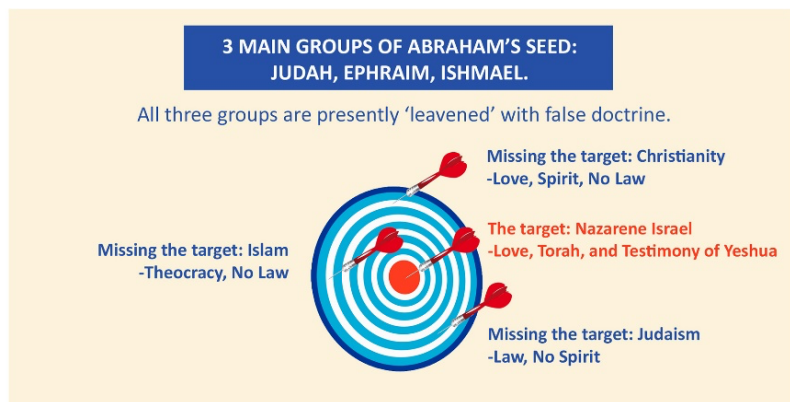 3 MAIN GROUPS OF ABRAHAM'S SEED:
JUDAH, EPHRAIM, ISHMAEL.
All three groups are presently ‘leavened’ with false doctrine.
Missing the target: Christianity
-Love, Spirit, No Law
The target: Nazarene Israel
-Love, Torah, and Testimony of Yeshua
Missing the target: Islam
-Theocracy, No Law
Missing the target: Judaism
-Law, No Spirit